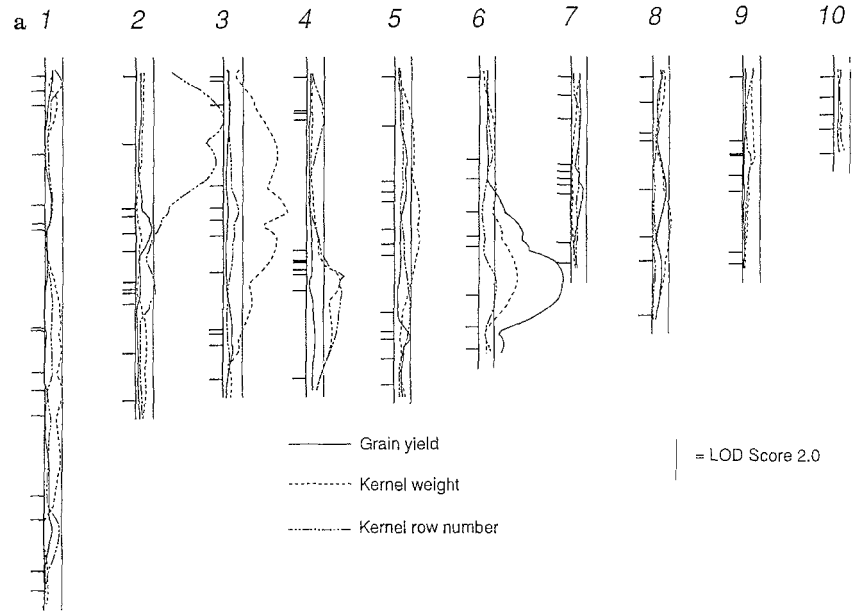 a 1 2 3 4 5 6 7 8 9 10
Grain yield
Kernel weight
Kernel row number
= LOD Score 2.0